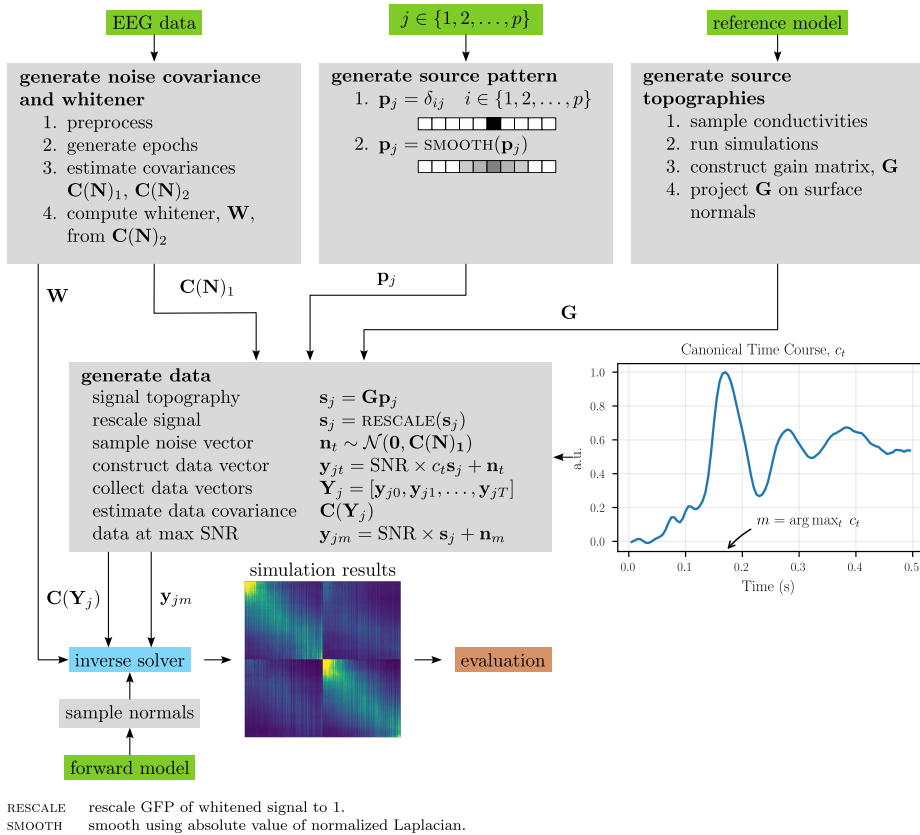 EEG data
j ∈ {1, 2, . . . , p}
reference model
generate noise covariance
and whitener
1. preprocess
2. generate epochs
3. estimate covariances
C(N)₁, C(N)₂
4. compute whitener, W,
from C(N)₂
generate source pattern
1. pⱼ = δᵢⱼ i ∈ {1, 2, . . . , p}
2. pⱼ = SMOOTH(pⱼ)
generate source
topographies
1. sample conductivities
2. run simulations
3. construct gain matrix, G
4. project G on surface
normals
W
C(N)₁
pⱼ
G
generate data
signal topography sⱼ = Gpⱼ
rescale signal sⱼ = RESCALE(sⱼ)
sample noise vector nₜ ∼ 𝒩(0, C(N)₁)
construct data vector yⱼₜ = SNR × cₜsⱼ + nₜ
collect data vectors Yⱼ = [yⱼ₀, yⱼ₁, . . . , yⱼT]
estimate data covariance C(Yⱼ)
data at max SNR yⱼₘ = SNR × sⱼ + nₘ
Canonical Time Course, cₜ
1.0
0.8
0.6
0.4
0.2
0.0
a.u.
m = arg maxₜ cₜ
0.0 0.1 0.2 0.3 0.4 0.5
Time (s)
C(Yⱼ)
yⱼₘ
simulation results
inverse solver
evaluation
sample normals
forward model
RESCALE rescale GFP of whitened signal to 1.
SMOOTH smooth using absolute value of normalized Laplacian.